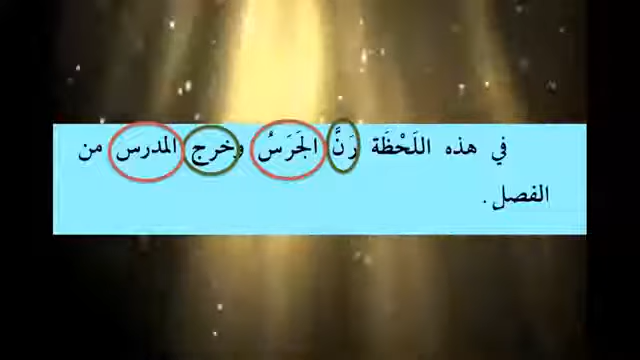 في هذه اللَحْظَة رَنَّ الجَرَسُ وخرج المدرس من
الفصل.